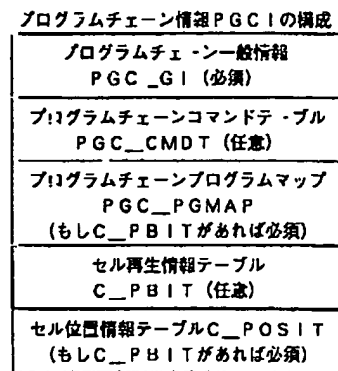 プログラムチェーン情報PGCIの構成
プログラムチェーン一般情報
PGC_GI (必須)
プログラムチェーンコマンドテーブル
PGC__CMDT (任意)
プログラムチェーンプログラムマップ
PGC__PGMAP
(もしC__PBITがあれば必須)
セル再生情報テーブル
C__PBIT (任意)
セル位置情報テーブルC__POSIT
(もしC__PBITがあれば必須)